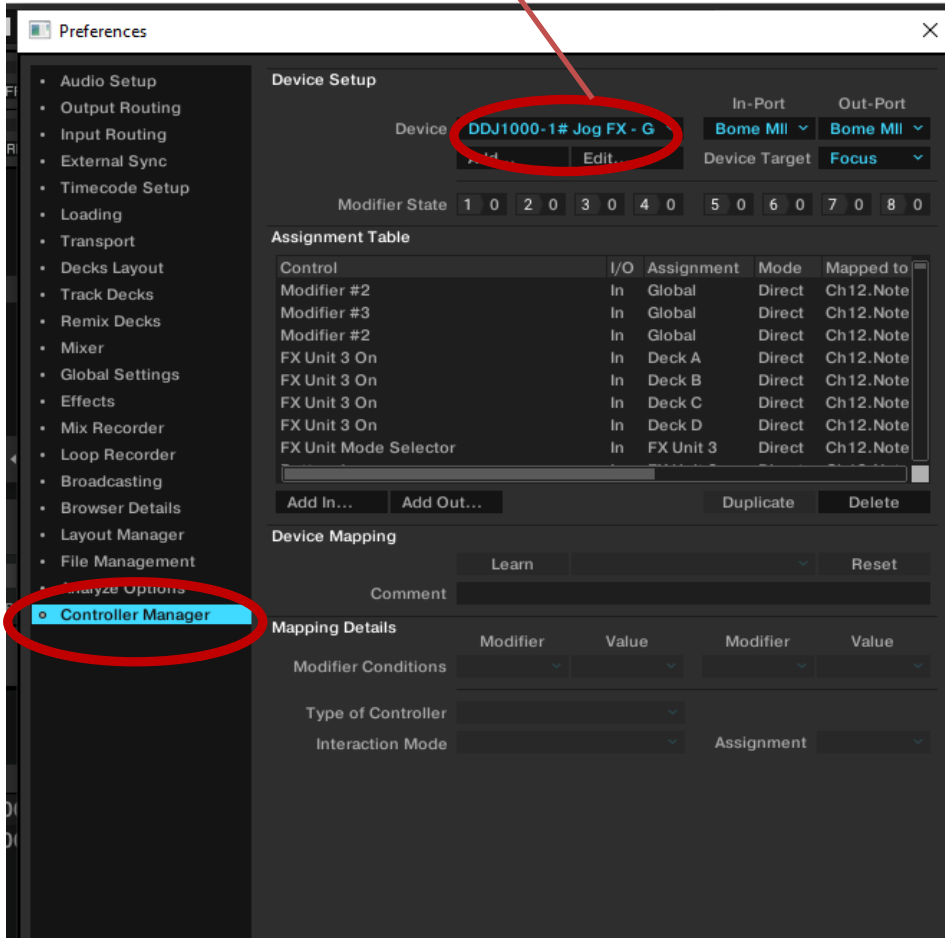 Preferences
Audio Setup
Output Routing
Input Routing
External Sync
Timecode Setup
Loading
Transport
Decks Layout
Track Decks
Remix Decks
Mixer
Global Settings
Effects
Mix Recorder
Loop Recorder
Broadcasting
Browser Details
Layout Manager
File Management
Analyze Options
Controller Manager
Device Setup
In-Port Out-Port
Device DDJ1000-1# Jog FX - G Bome MII Bome MII
Add... Edit... Device Target Focus
Modifier State 1 0 2 0 3 0 4 0 5 0 6 0 7 0 8 0
Assignment Table
Control I/O Assignment Mode Mapped to
Modifier #2 In Global Direct Ch12.Note
Modifier #3 In Global Direct Ch12.Note
Modifier #2 In Global Direct Ch12.Note
FX Unit 3 On In Deck A Direct Ch12.Note
FX Unit 3 On In Deck B Direct Ch12.Note
FX Unit 3 On In Deck C Direct Ch12.Note
FX Unit 3 On In Deck D Direct Ch12.Note
FX Unit Mode Selector In FX Unit 3 Direct Ch12.Note
Add In... Add Out... Duplicate Delete
Device Mapping
Learn Reset
Comment
Mapping Details
Modifier Value Modifier Value
Modifier Conditions
Type of Controller
Interaction Mode Assignment